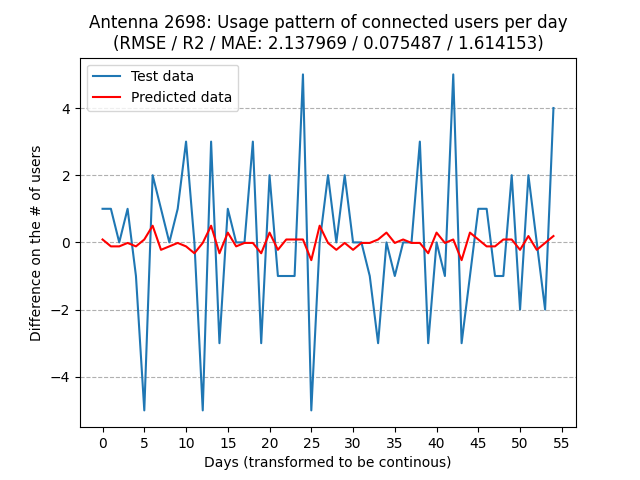 Antenna 2698: Usage pattern of connected users per day
(RMSE / R2 / MAE: 2.137969 / 0.075487 / 1.614153)
Test data
Predicted data
Difference on the # of users
4
2
0
−2
−4
0 5 10 15 20 25 30 35 40 45 50 55
Days (transformed to be continous)